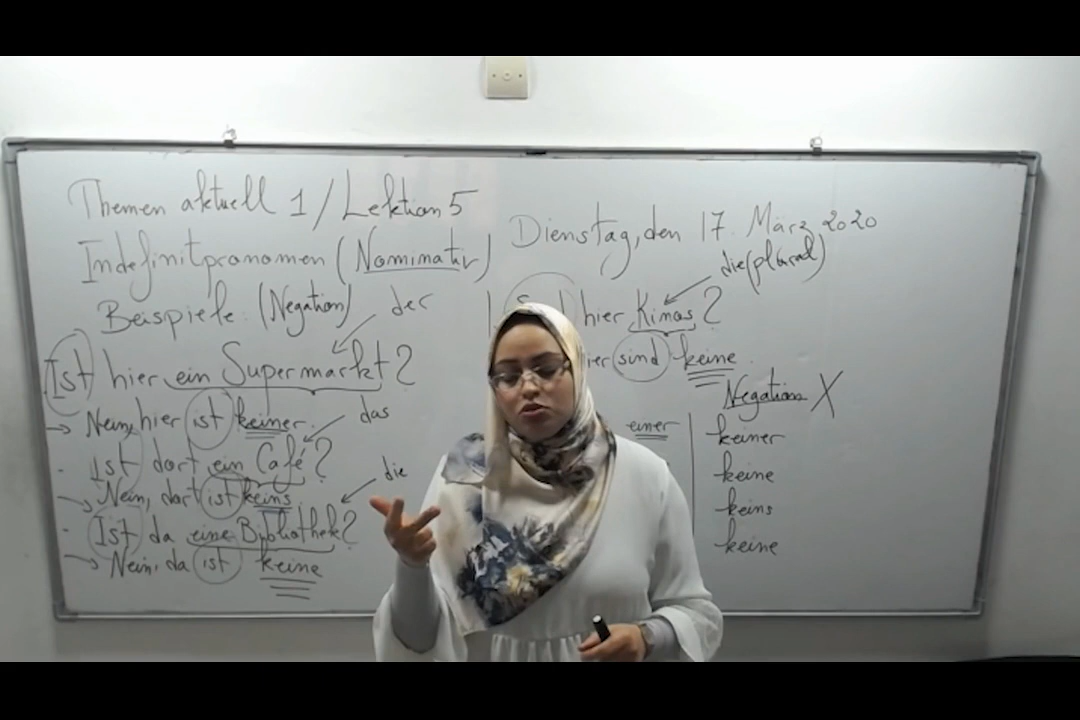 Themen aktuell 1 / Lektion 5
Dienstag, den 17. März 2020
Indefinitpronomen (Nominativ)
Beispiele: (Negation)
der
Ist hier ein Supermarkt?
→ Nein, hier ist keiner.
das
- Ist dort ein Café?
→ Nein, dort ist keins
die
- Ist da eine Bibliothek?
→ Nein, da ist keine
die (plural)
hier Kinos?
sind keine.
Negation X
einer
keiner
keine
keins
keine